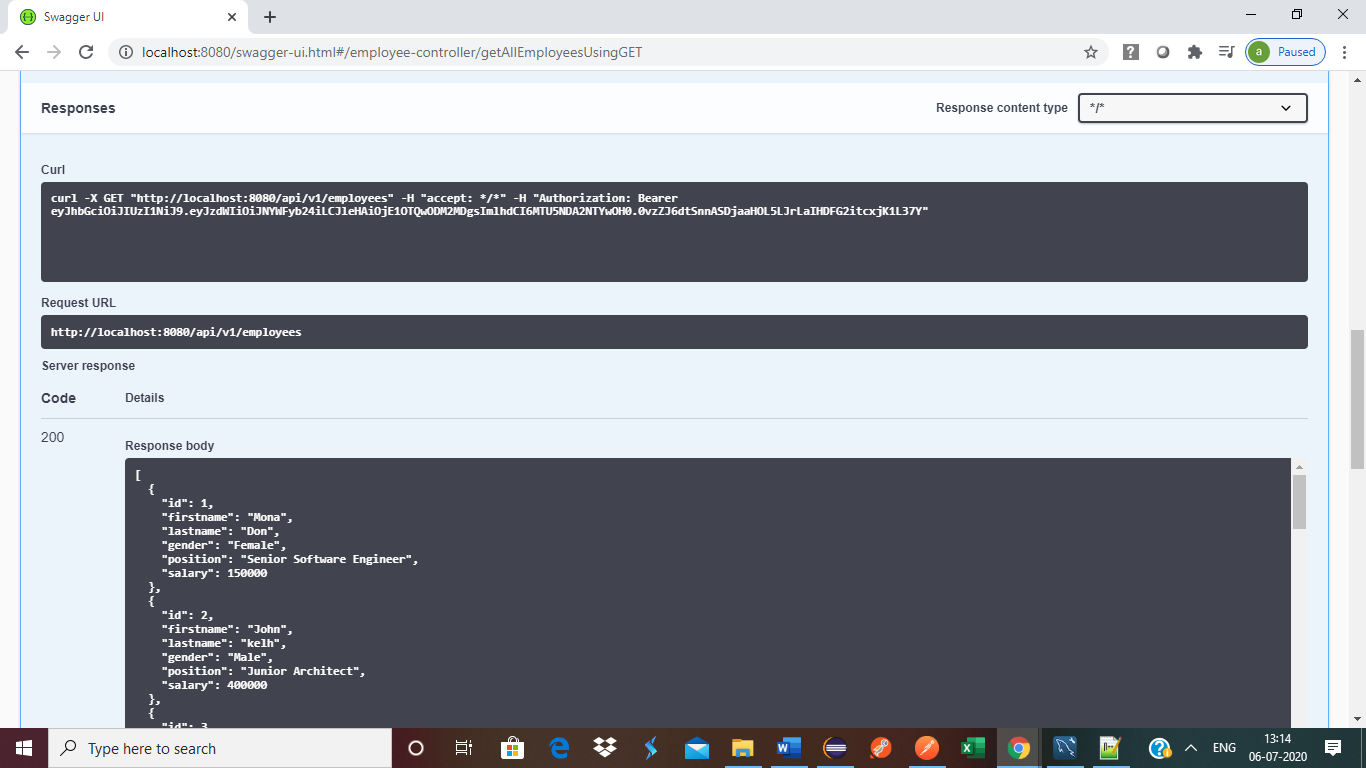 Swagger UI
localhost:8080/swagger-ui.html#/employee-controller/getAllEmployeesUsingGET
a Paused
Responses
Response content type */*
Curl
curl -X GET "http://localhost:8080/api/v1/employees" -H "accept: */*" -H "Authorization: Bearer
eyJhbGciOiJIUzI1NiJ9.eyJzdWIiOiJNYWFyb24iLCJleHAiOjE1OTQwODM2MDgsImlhdCI6MTU5NDA2NTYwOH0.0vzZJ6dtSnnASDjaaHOL5LJrLaIHDFG2itcxjK1L37Y"
Request URL
http://localhost:8080/api/v1/employees
Server response
Code Details
200
Response body
[
{
"id": 1,
"firstname": "Mona",
"lastname": "Don",
"gender": "Female",
"position": "Senior Software Engineer",
"salary": 150000
},
{
"id": 2,
"firstname": "John",
"lastname": "kelh",
"gender": "Male",
"position": "Junior Architect",
"salary": 400000
},
{
"id": 3
Type here to search
ENG
13:14
06-07-2020